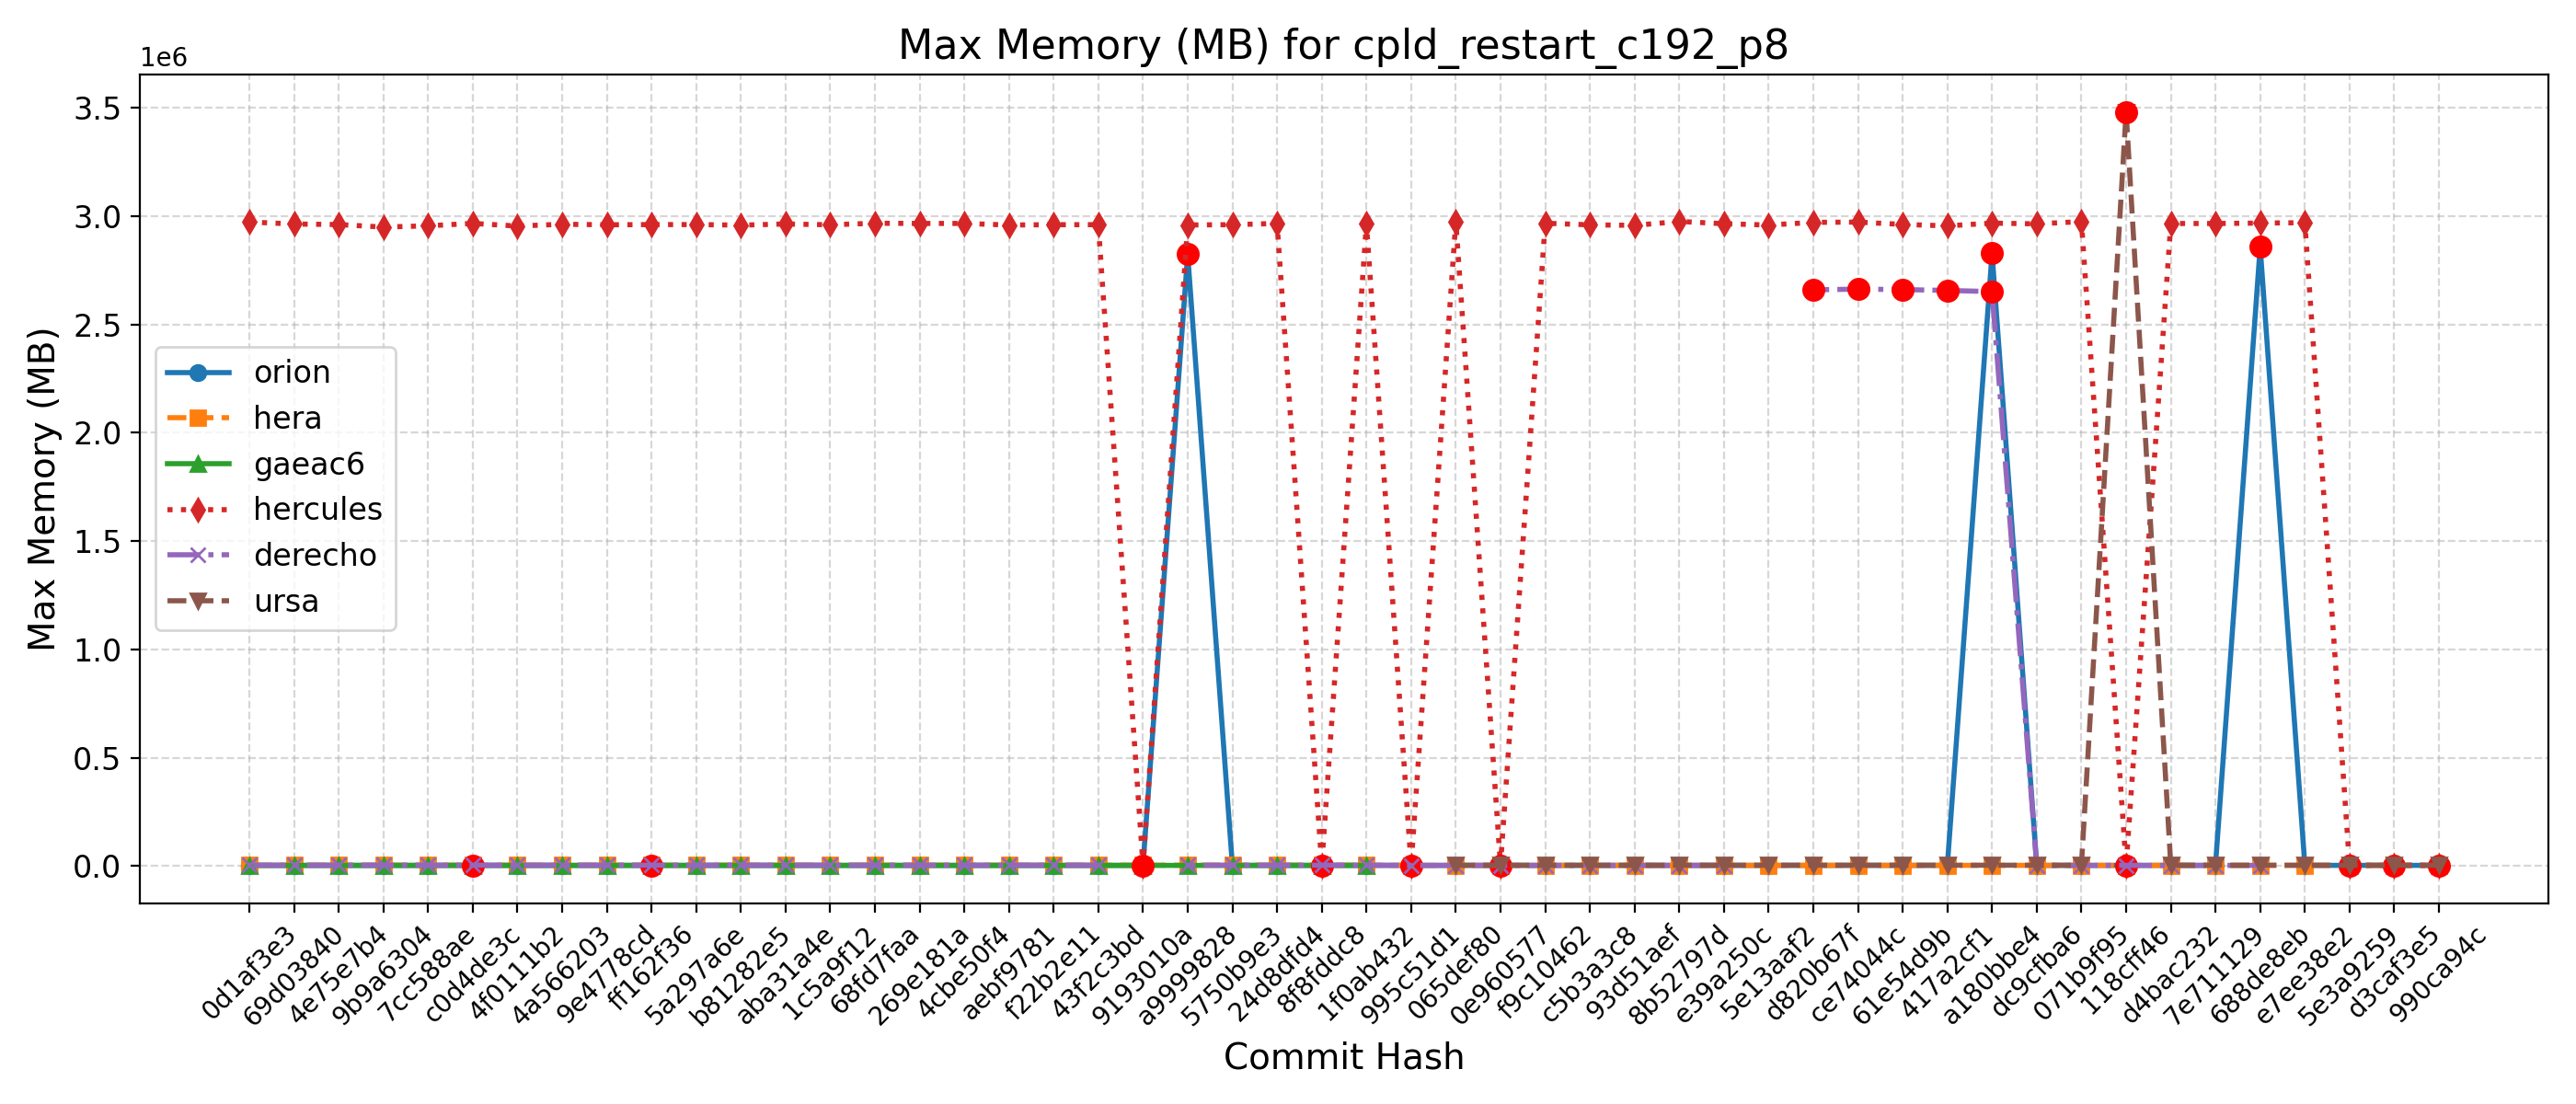 Max Memory (MB) for cpld_restart_c192_p8
1e6
3.5
3.0
2.5
2.0
1.5
1.0
0.5
0.0
Max Memory (MB)
orion
hera
gaeac6
hercules
derecho
ursa
0d1af3e3
69d03840
4e75e7b4
9b9a6304
7cc588ae
c0d4de3c
4f0111b2
4a566203
9e4778cd
ff162f36
5a297a6e
b81282e5
aba31a4e
1c5a9f12
68fd7faa
269e181a
4cbe50f4
aebf9781
f22b2e11
43f2c3bd
9193010a
a9999828
5750b9e3
24d8dfd4
8f8fddc8
1f0ab432
995c51d1
065def80
0e960577
f9c10462
c5b3a3c8
93d51aef
8b52797d
e39a250c
5e13aaf2
d820b67f
ce74044c
61e54d9b
417a2cf1
a180bbe4
dc9cfba6
071b9f95
118cff46
d4bac232
7e711129
688de8eb
e7ee38e2
5e3a9259
d3caf3e5
990ca94c
Commit Hash